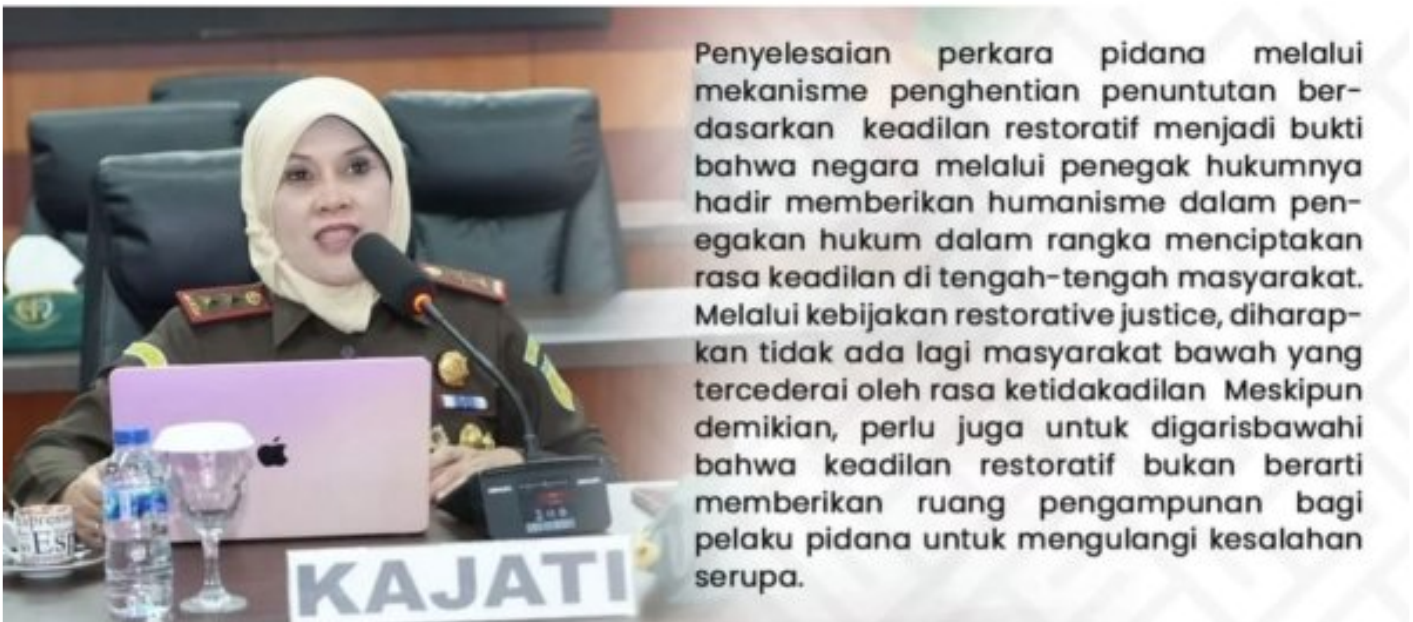 Penyelesaian perkara pidana melalui
mekanisme penghentian penuntutan ber-
dasarkan keadilan restoratif menjadi bukti
bahwa negara melalui penegak hukumnya
hadir memberikan humanisme dalam pen-
egakan hukum dalam rangka menciptakan
rasa keadilan di tengah-tengah masyarakat.
Melalui kebijakan restorative justice, diharap-
kan tidak ada lagi masyarakat bawah yang
tercederai oleh rasa ketidakadilan Meskipun
demikian, perlu juga untuk digarisbawahi
bahwa keadilan restoratif bukan berarti
memberikan ruang pengampunan bagi
pelaku pidana untuk mengulangi kesalahan
serupa.
KAJATI